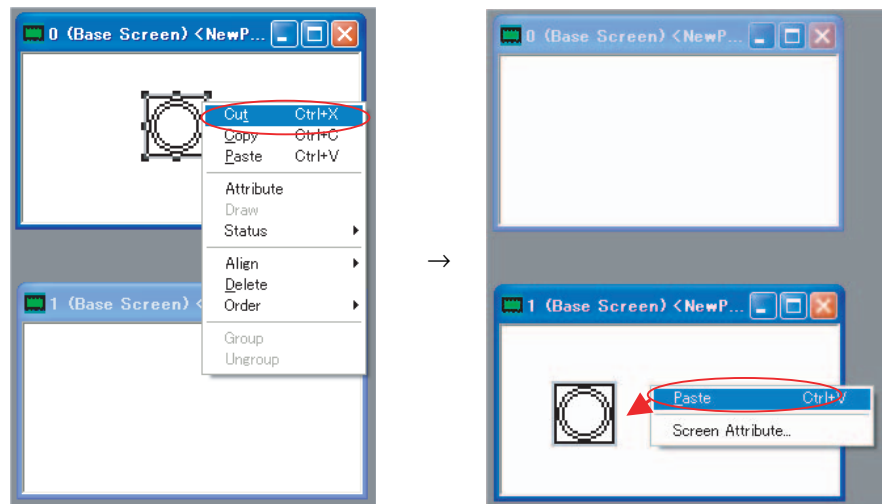 0 (Base Screen) <NewP...
Cut Ctrl+X
Copy Ctrl+C
Paste Ctrl+V
Attribute
Draw
Status
Align
Delete
Order
Group
Ungroup
1 (Base Screen) <
→
0 (Base Screen) <NewP...
1 (Base Screen) <NewP...
Paste Ctrl+V
Screen Attribute...